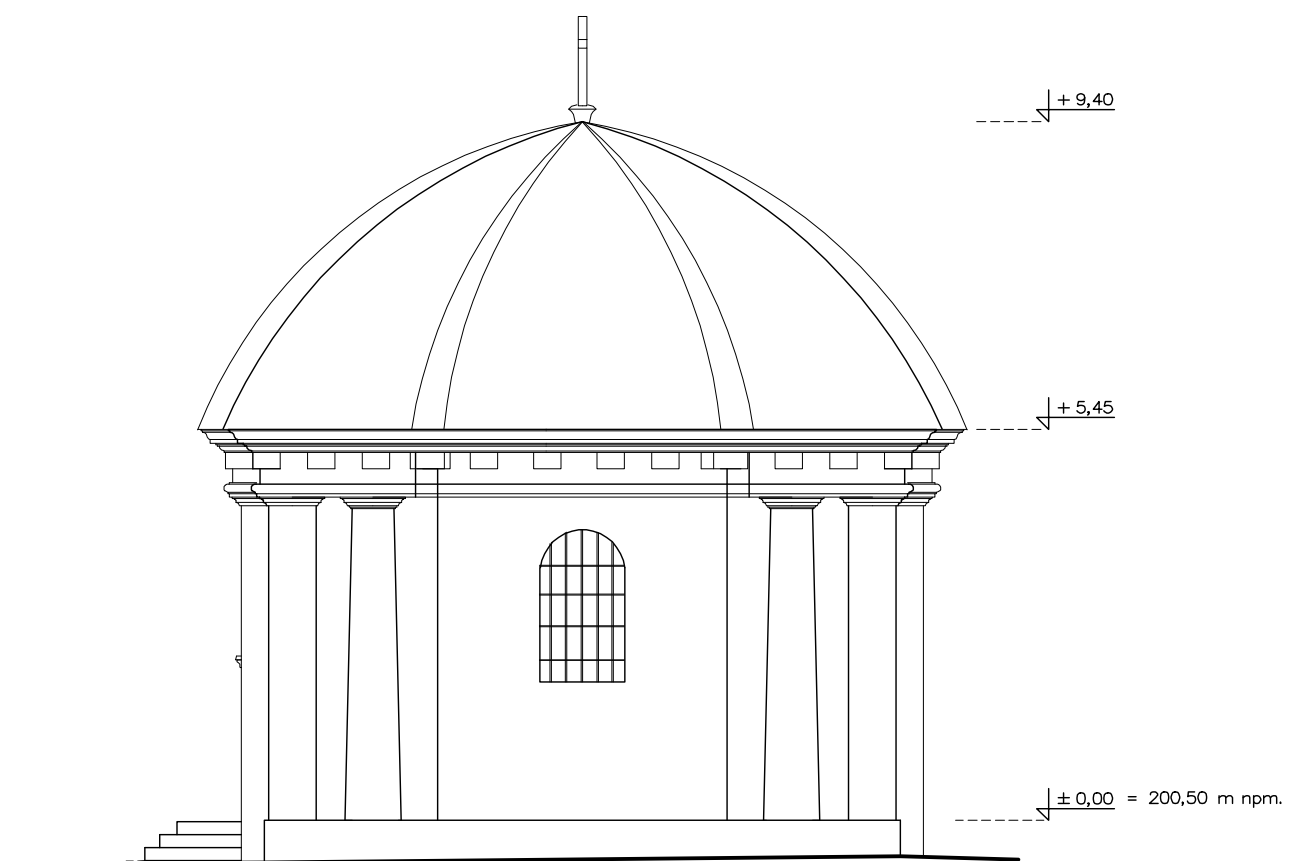 + 9,40
+ 5,45
± 0,00 = 200,50 m npm.